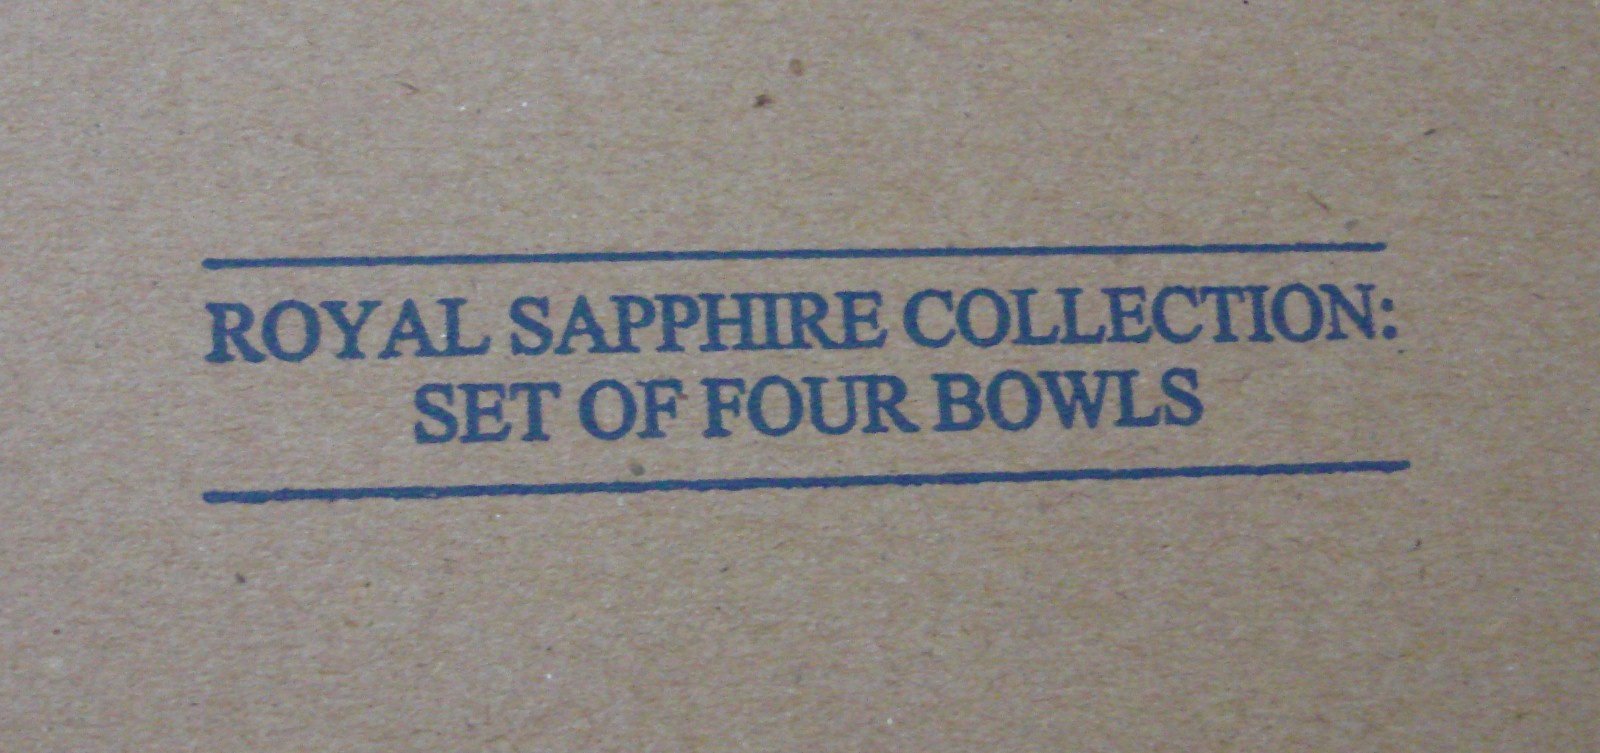 ROYAL SAPPHIRE COLLECTION:
SET OF FOUR BOWLS